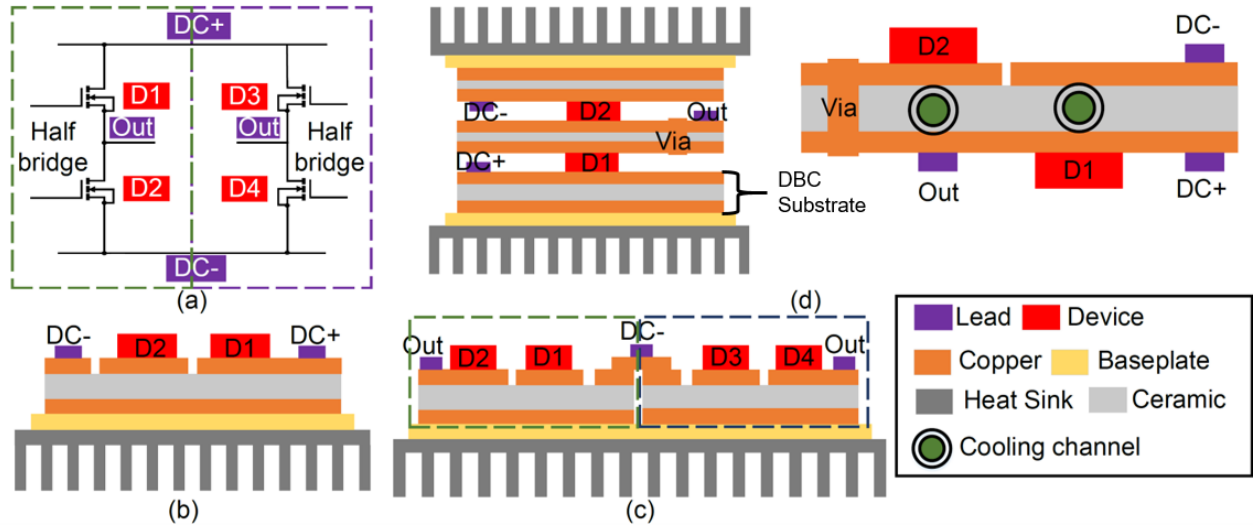 DC+
D1
D3
Out
Out
Half
bridge
Half
bridge
D2
D4
DC-
(a)
DC-
D2
Out
Via
DC+
D1
DBC
Substrate
D2
DC-
Via
Out
D1
DC+
(d)
DC-
D2
D1
DC+
(b)
Out
D2
D1
DC-
D3
D4
Out
(c)
Lead
Device
Copper
Baseplate
Heat Sink
Ceramic
Cooling channel